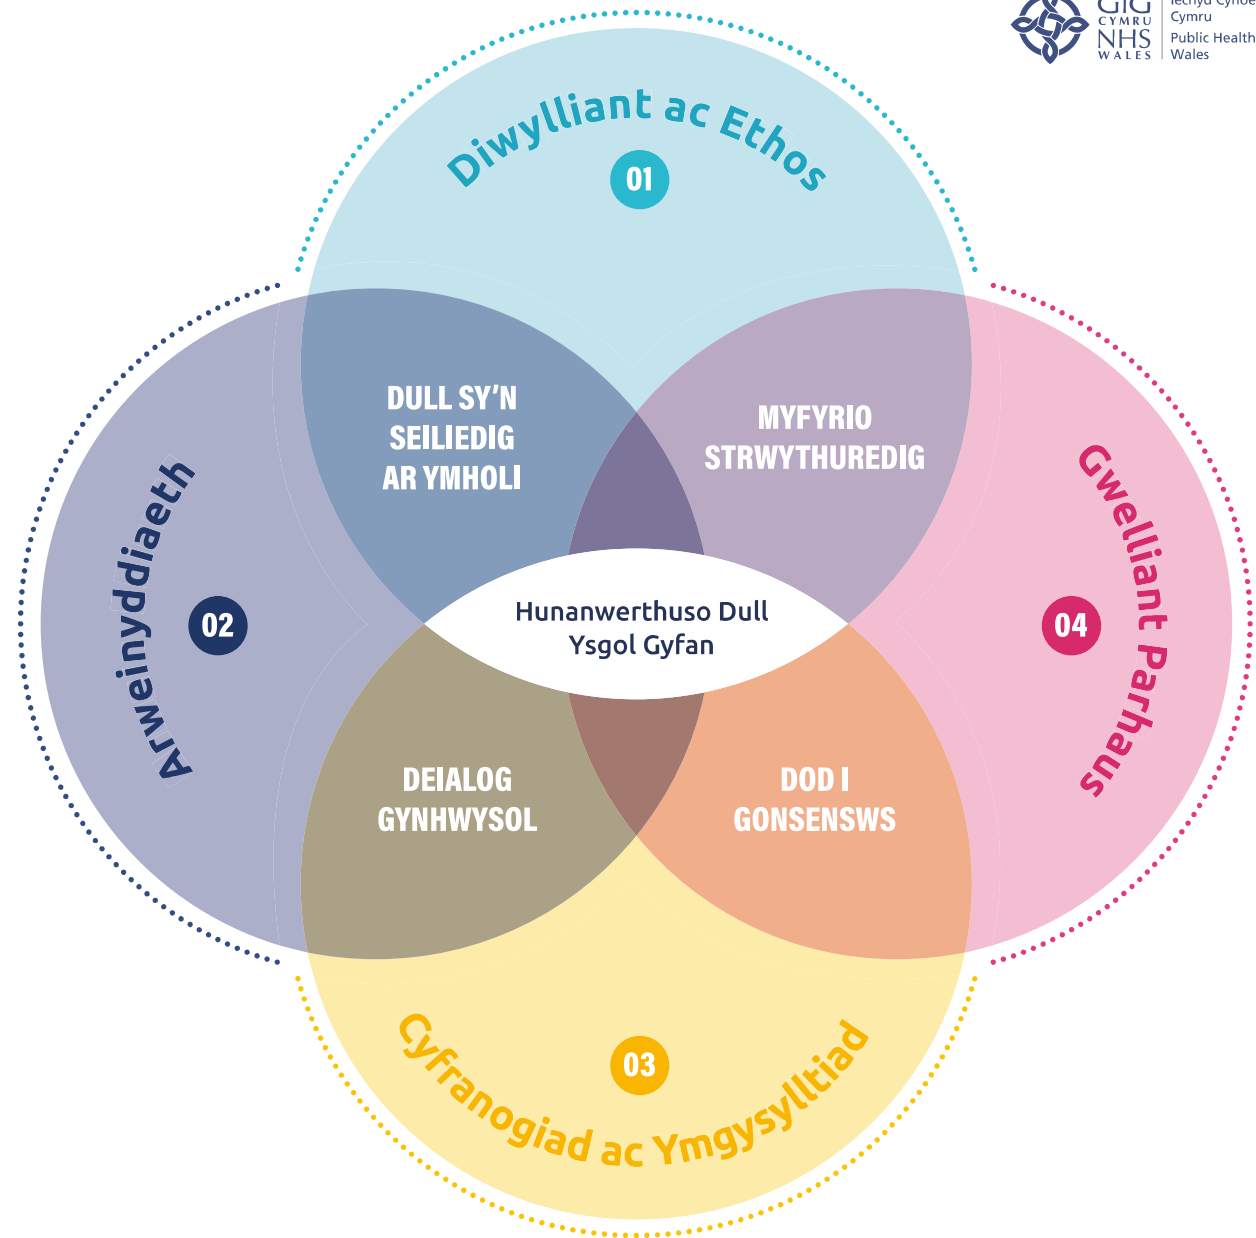 GIG
CYMRU
NHS
WALES
Cymru
Public Health
Wales
Diwylliant ac Ethos
01
DULL SY’N
SEILIEDIG
AR YMHOLI
MYFYRIO
STRWYTHUREDIG
Arweinyddiaeth
02
Hunanwerthuso Dull
Ysgol Gyfan
04
Gwelliant Parhaus
DEIALOG
GYNHWYSOL
DOD I
GONSENSWS
03
Cyfranogiad ac Ymgysylltiad